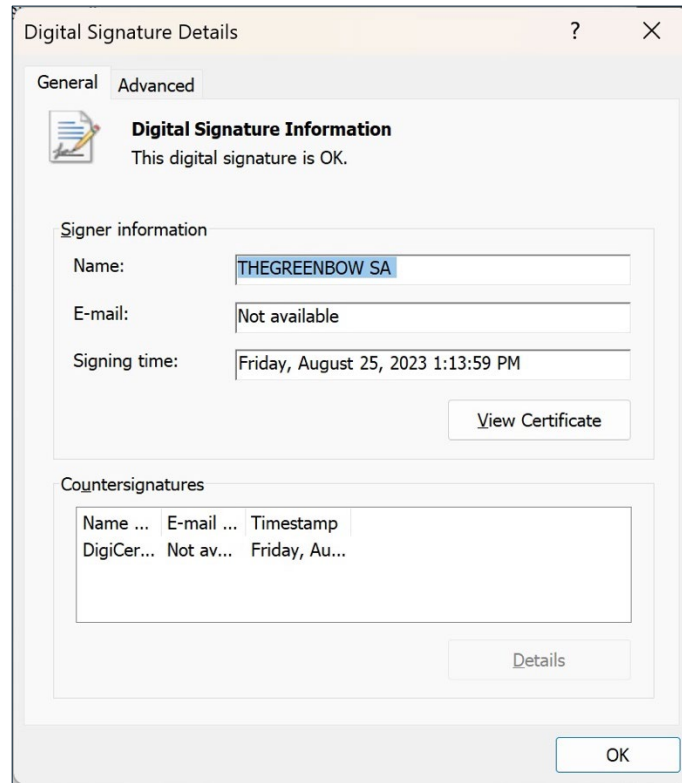 Digital Signature Details ? ×
General Advanced
Digital Signature Information
This digital signature is OK.
Signer information
Name: THEGREENBOW SA
E-mail: Not available
Signing time: Friday, August 25, 2023 1:13:59 PM
View Certificate
Countersignatures
Name ... E-mail ... Timestamp
DigiCer... Not av... Friday, Au...
Details
OK